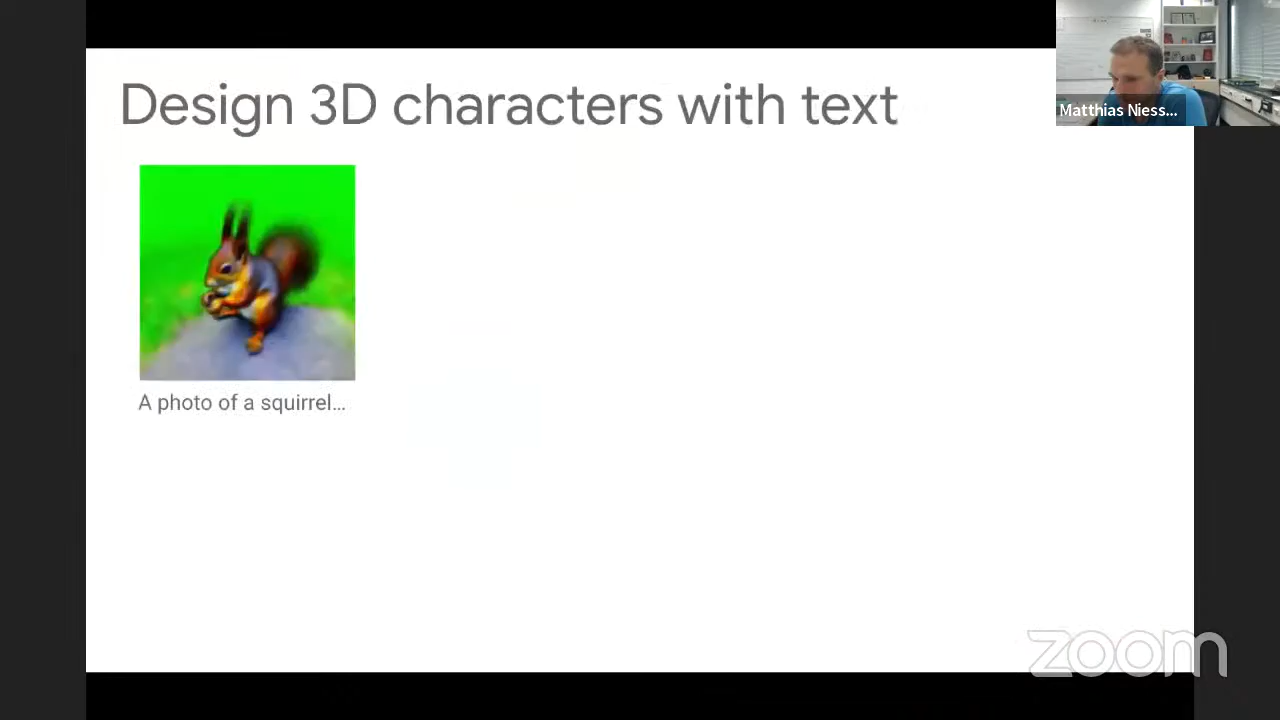 Design 3D characters with text
Matthias Niess...
A photo of a squirrel...
zoom